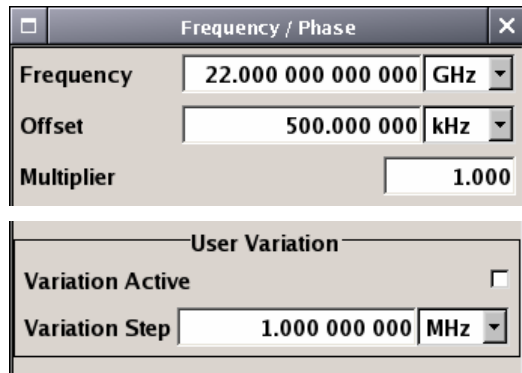 Frequency / Phase
Frequency 22.000 000 000 000 GHz
Offset 500.000 000 kHz
Multiplier 1.000
User Variation
Variation Active
Variation Step 1.000 000 000 MHz